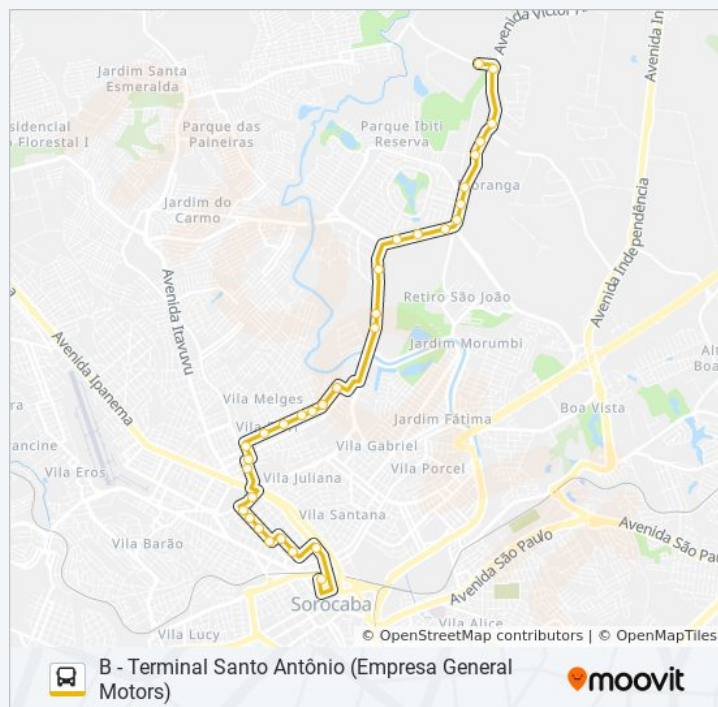 Avenida Victor
Avenida In
Jardim Santa
Esmeralda
sidencial
o Florestal I
Parque das
Paineiras
Parque Ibiti
Reserva
oranga
Jardim do
Carmo
Avenida Independência
Avenida Itavuvu
Retiro São João
Avenida Ipanema
Jardim Morumbi
Alt
Boa
Vila Melges
Jardim Fátima
Boa Vista
ancine
Vila Gabriel
Vila Eros
Vila Juliana
Vila Porcel
Vila Santana
Vila Barão
Avenida São Paulo
Avenida São Pau
Sorocaba
Vila Lucy
Vila Alice
© OpenStreetMap contributors | © OpenMapTiles
B - Terminal Santo Antônio (Empresa General
Motors)
moovit